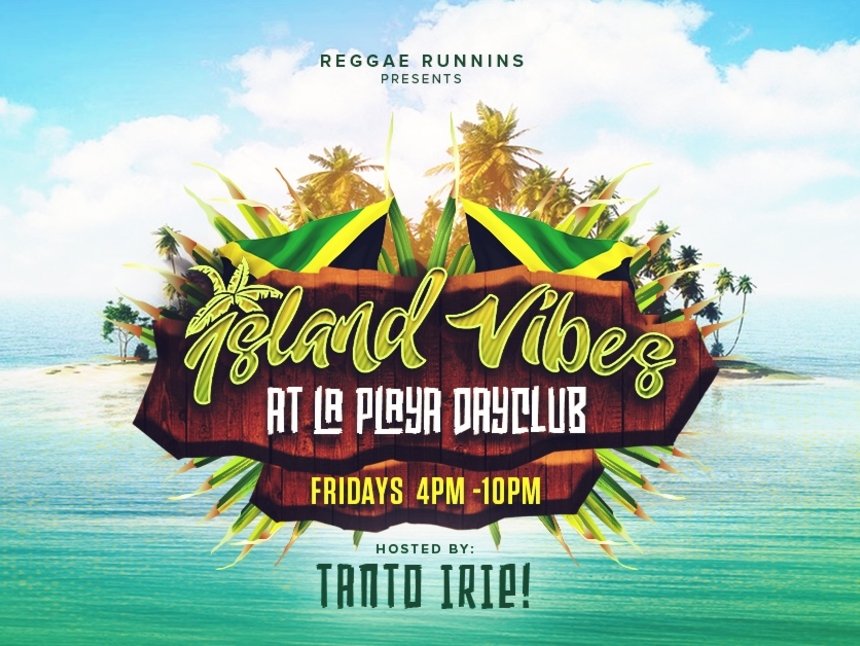 REGGAE RUNNINS
PRESENTS
Island Vibes
AT LA PLAYA DAYCLUB
FRIDAYS 4PM -10PM
HOSTED BY:
TANTO IRIE!